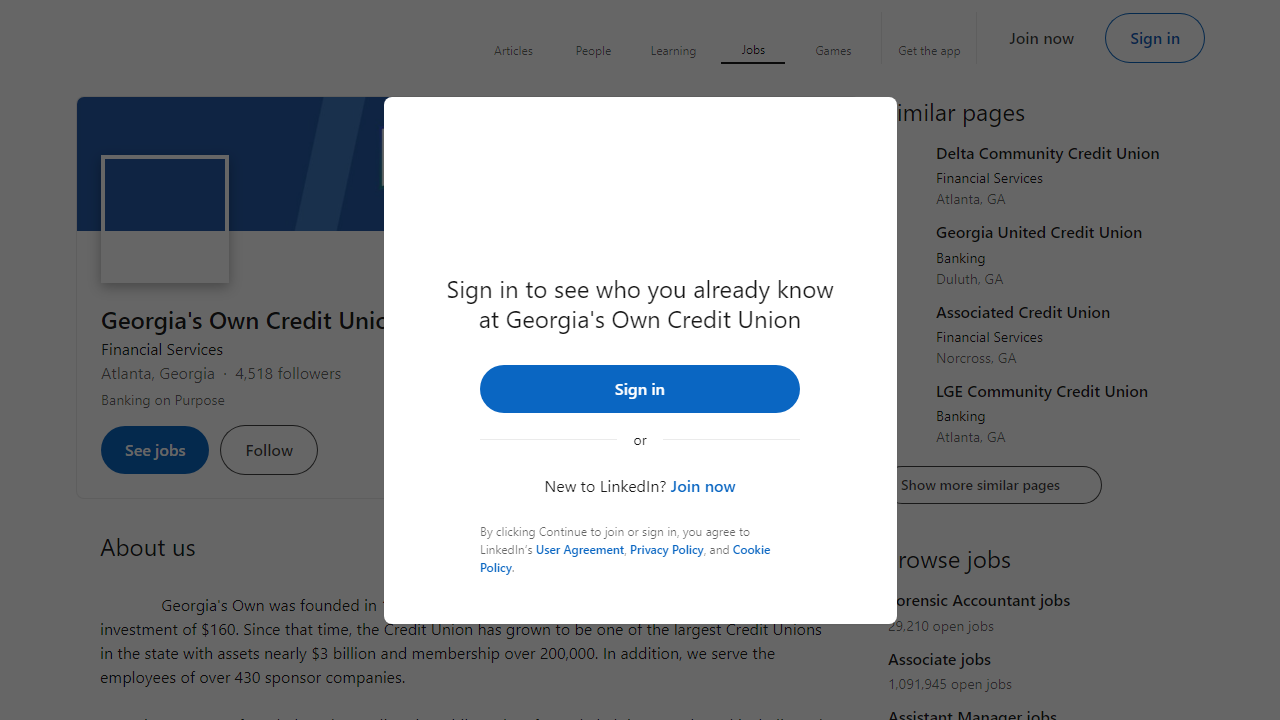 Articles
People
Learning
Jobs
Games
Get the app
Join now
Sign in
Georgia's Own Credit
Financial Services
Atlanta, Georgia · 4,518 followers
Banking on Purpose
See jobs
Follow
Sign in to see who you already know
at Georgia's Own Credit Union
Sign in
or
New to LinkedIn? Join now
By clicking Continue to join or sign in, you agree to
LinkedIn's User Agreement, Privacy Policy, and Cookie
Policy.
About us
Georgia's Own was founded in
investment of $160. Since that time, the Credit Union has grown to be one of the largest Credit Unions
in the state with assets nearly $3 billion and membership over 200,000. In addition, we serve the
employees of over 430 sponsor companies.
pages
Delta Community Credit Union
Financial Services
Atlanta, GA
Georgia United Credit Union
Banking
Duluth, GA
Associated Credit Union
Financial Services
Norcross, GA
LGE Community Credit Union
Banking
Atlanta, GA
Show more similar pages
jobs
Forensic Accountant jobs
29,210 open jobs
Associate jobs
1,091,945 open jobs
Assistant Manager jobs